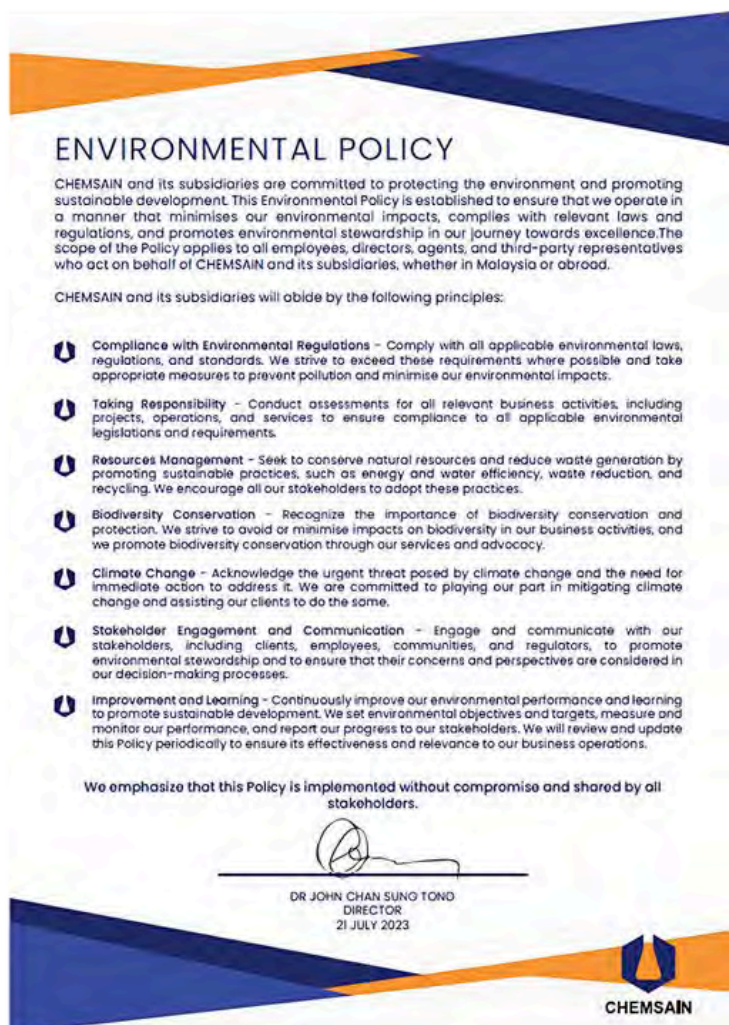 ENVIRONMENTAL POLICY
CHEMSAIN and its subsidiaries are committed to protecting the environment and promoting
sustainable development. This Environmental Policy is established to ensure that we operate in
a manner that minimises our environmental impacts, complies with relevant laws and
regulations, and promotes environmental stewardship in our journey towards excellence.The
scope of the Policy applies to all employees, directors, agents, and third-party representatives
who act on behalf of CHEMSAIN and its subsidiaries, whether in Malaysia or abroad.
CHEMSAIN and its subsidiaries will abide by the following principles:
Compliance with Environmental Regulations - Comply with all applicable environmental laws,
regulations, and standards. We strive to exceed these requirements where possible and take
appropriate measures to prevent pollution and minimise our environmental impacts.
Taking Responsibility - Conduct assessments for all relevant business activities, including
projects, operations, and services to ensure compliance to all applicable environmental
legislations and requirements.
Resources Management - Seek to conserve natural resources and reduce waste generation by
promoting sustainable practices, such as energy and water efficiency, waste reduction, and
recycling. We encourage all our stakeholders to adopt these practices.
Biodiversity Conservation - Recognize the importance of biodiversity conservation and
protection. We strive to avoid or minimise impacts on biodiversity in our business activities, and
we promote biodiversity conservation through our services and advocacy.
Climate Change - Acknowledge the urgent threat posed by climate change and the need for
immediate action to address it. We are committed to playing our part in mitigating climate
change and assisting our clients to do the same.
Stakeholder Engagement and Communication - Engage and communicate with our
stakeholders, including clients, employees, communities, and regulators, to promote
environmental stewardship and to ensure that their concerns and perspectives are considered in
our decision-making processes.
Improvement and Learning - Continuously improve our environmental performance and learning
to promote sustainable development. We set environmental objectives and targets, measure and
monitor our performance, and report our progress to our stakeholders. We will review and update
this Policy periodically to ensure its effectiveness and relevance to our business operations.
We emphasize that this Policy is implemented without compromise and shared by all
stakeholders.
DR JOHN CHAN SUNG TONG
DIRECTOR
21 JULY 2023
CHEMSAIN